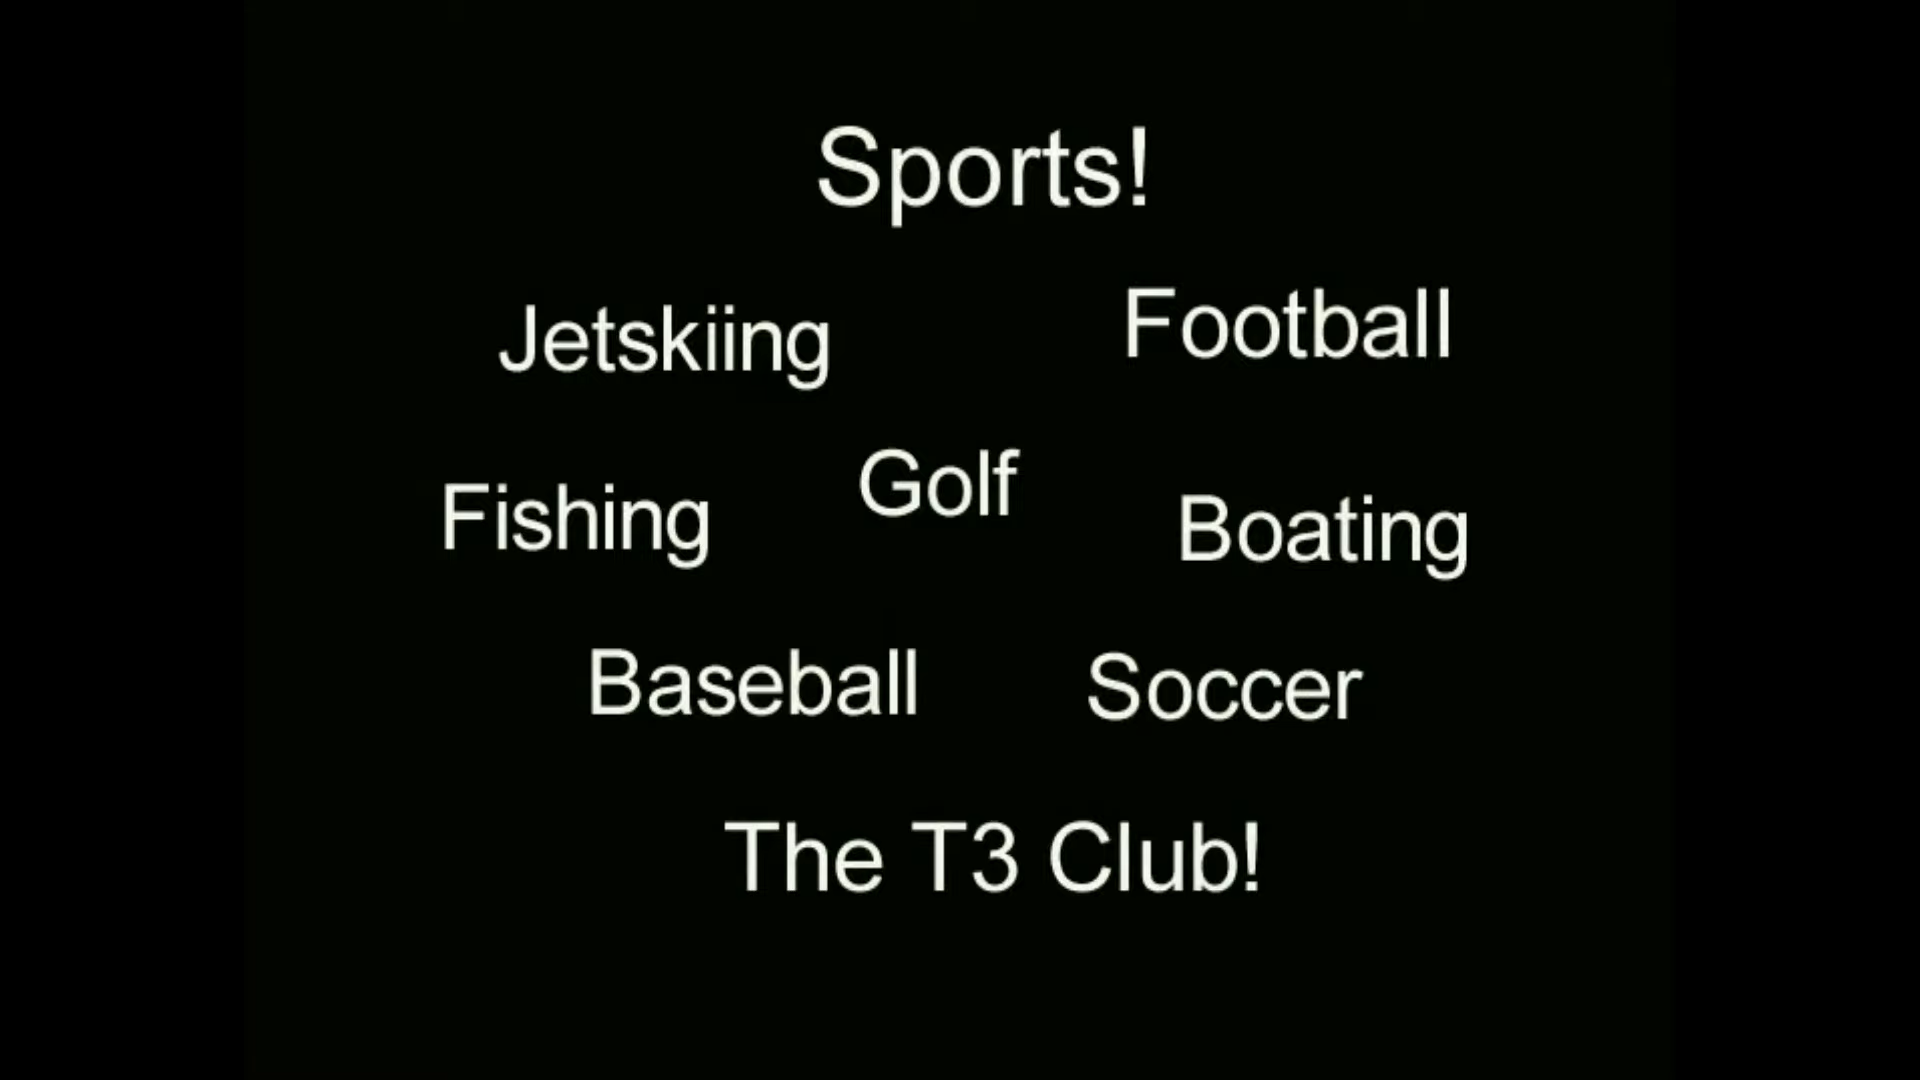 Sports!
Jetskiing
Football
Golf
Fishing
Boating
Baseball
Soccer
The T3 Club!